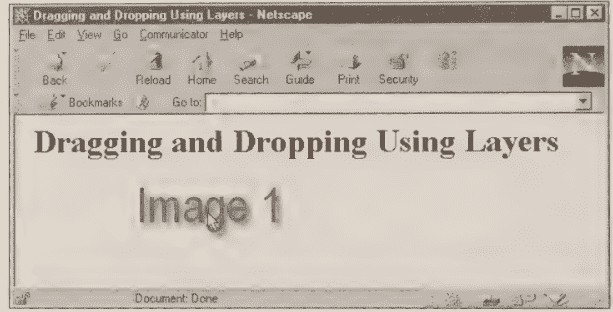 Dragging and Dropping Using Layers - Netscape
File Edit View Go Communicator Help
Back Reload Home Search Guide Print Security
Bookmarks Go to:
Dragging and Dropping Using Layers
Image 1
Document: Done